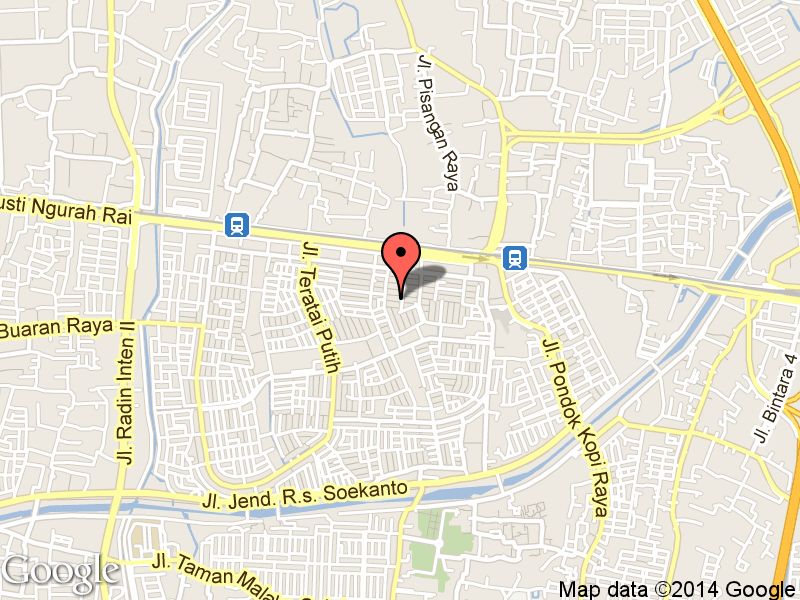 Jl. Pisangan Raya
usti Ngurah Rai
Jl. Teratai Putih
Buaran Raya
Jl. Radin Inten II
Jl. Pondok Kopi Raya
Jl. Bintara 4
Jl. Jend. R.s. Soekanto
Jl. Taman Mala
Google
Map data ©2014 Google